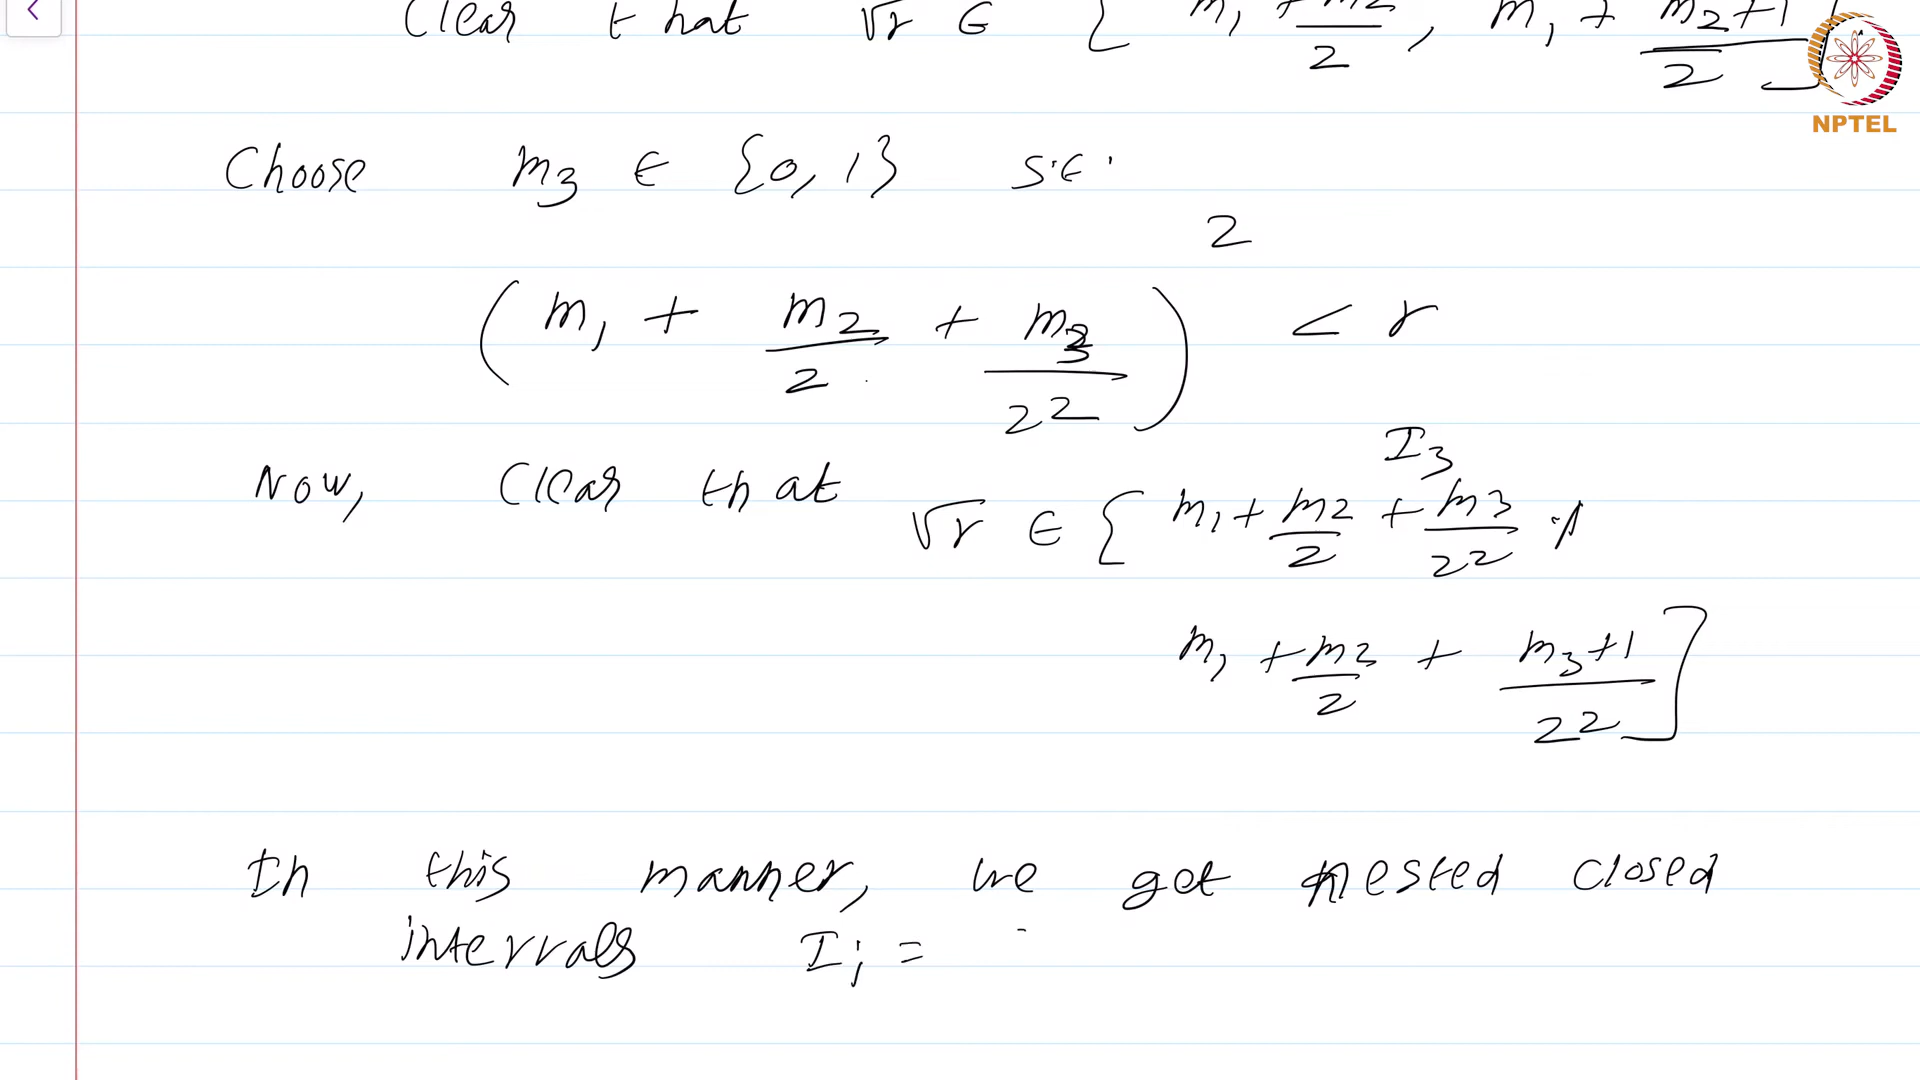 Clear that √r ∈ [ m₁ + m₂/2 , m₁ + (m₂+1)/2 ]
NPTEL
Choose m₃ ∈ {0, 1} s.t.
( m₁ + m₂/2 + m₃/2² )² < r
I₃
Now, Clear that √r ∈ [ m₁ + m₂/2 + m₃/2² ,
m₁ + m₂/2 + (m₃+1)/2² ]
In this manner, we get nested closed
intervals Iⱼ =